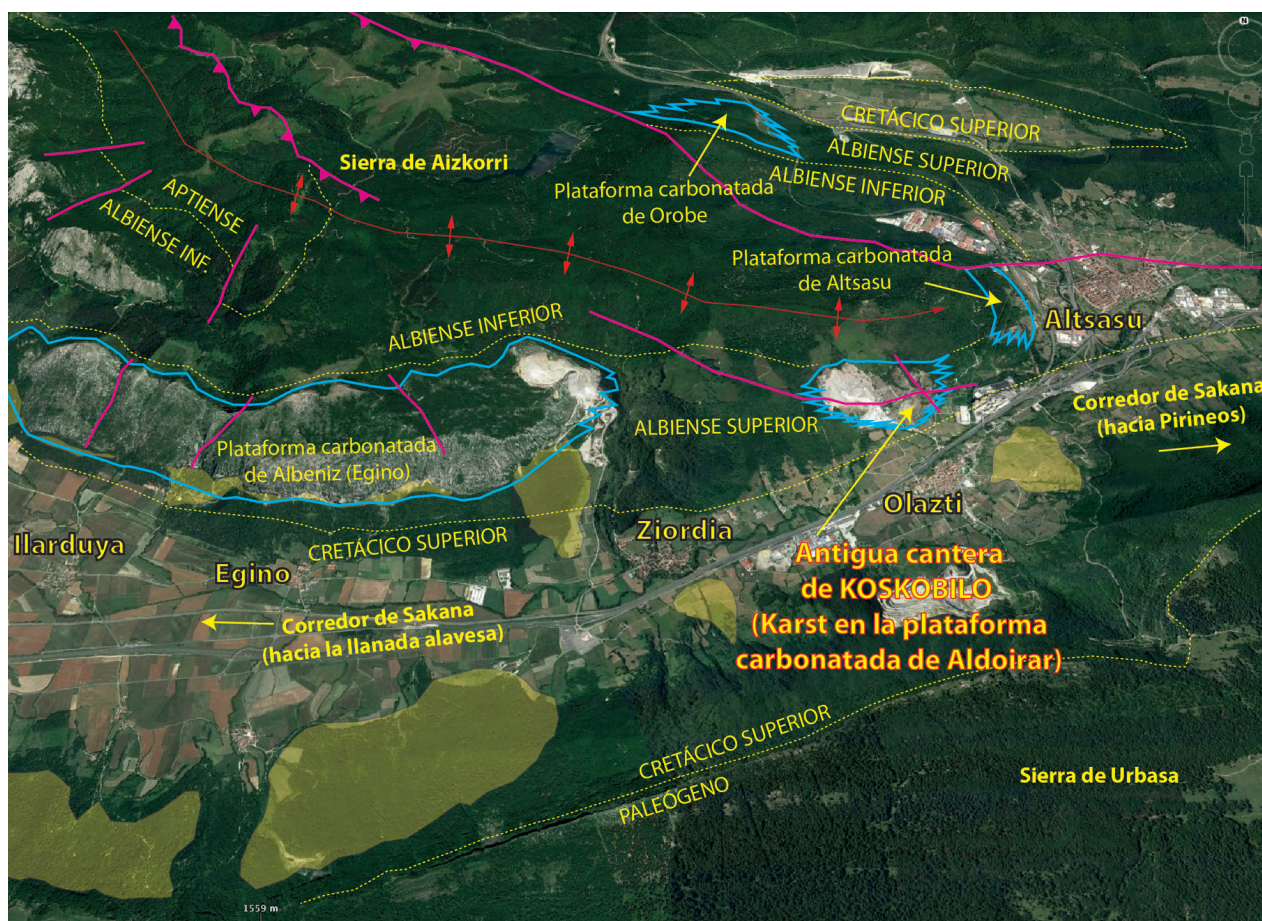 N
CRETÁCICO SUPERIOR
ALBIENSE SUPERIOR
ALBIENSE INFERIOR
Sierra de Aizkorri
Plataforma carbonatada
de Orobe
APTIENSE
ALBIENSE INF.
Plataforma carbonatada
de Altsasu
Altsasu
ALBIENSE INFERIOR
Corredor de Sakana
(hacia Pirineos)
ALBIENSE SUPERIOR
Plataforma carbonatada
de Albeniz (Egino)
Olazti
Ziordia
Ilarduya
CRETÁCICO SUPERIOR
Egino
Antigua cantera
de KOSKOBILO
(Karst en la plataforma
carbonatada de Aldoirar)
Corredor de Sakana
(hacia la llanada alavesa)
CRETÁCICO SUPERIOR
PALEÓGENO
Sierra de Urbasa
1559 m